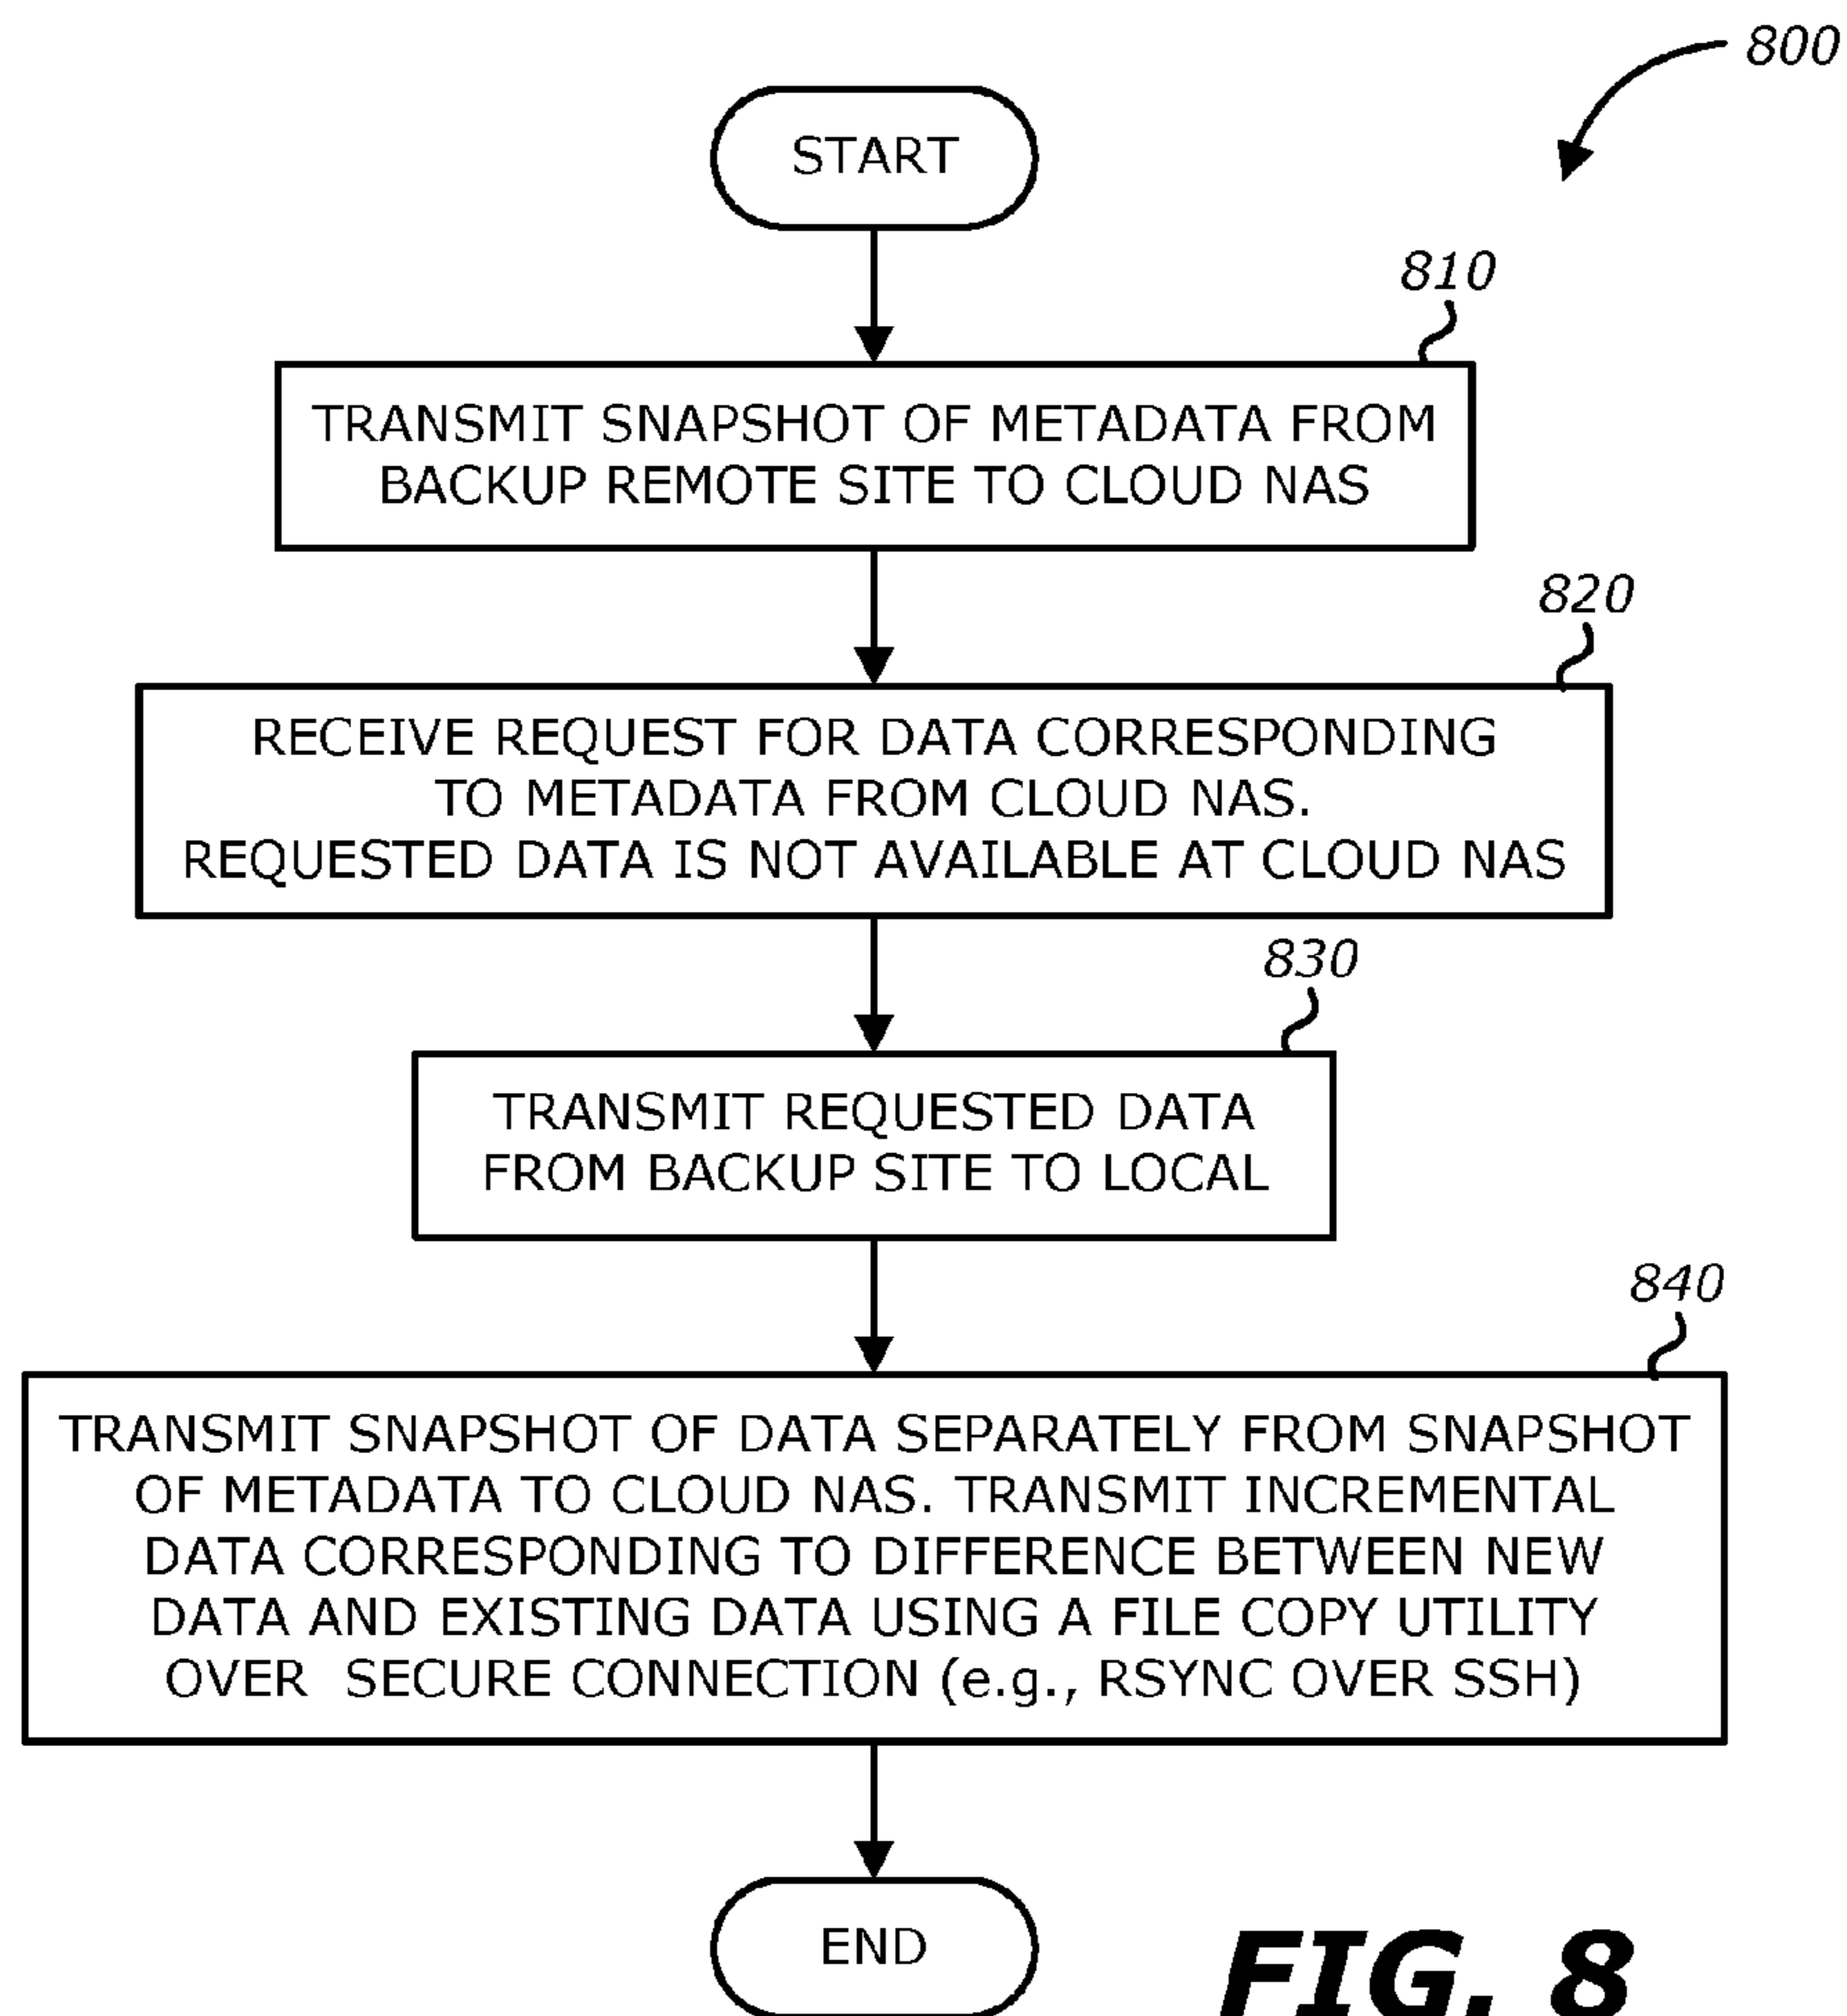 800
START
810
TRANSMIT SNAPSHOT OF METADATA FROM
BACKUP REMOTE SITE TO CLOUD NAS
820
RECEIVE REQUEST FOR DATA CORRESPONDING
TO METADATA FROM CLOUD NAS.
REQUESTED DATA IS NOT AVAILABLE AT CLOUD NAS
830
TRANSMIT REQUESTED DATA
FROM BACKUP SITE TO LOCAL
840
TRANSMIT SNAPSHOT OF DATA SEPARATELY FROM SNAPSHOT
OF METADATA TO CLOUD NAS. TRANSMIT INCREMENTAL
DATA CORRESPONDING TO DIFFERENCE BETWEEN NEW
DATA AND EXISTING DATA USING A FILE COPY UTILITY
OVER SECURE CONNECTION (e.g., RSYNC OVER SSH)
END
FIG. 8